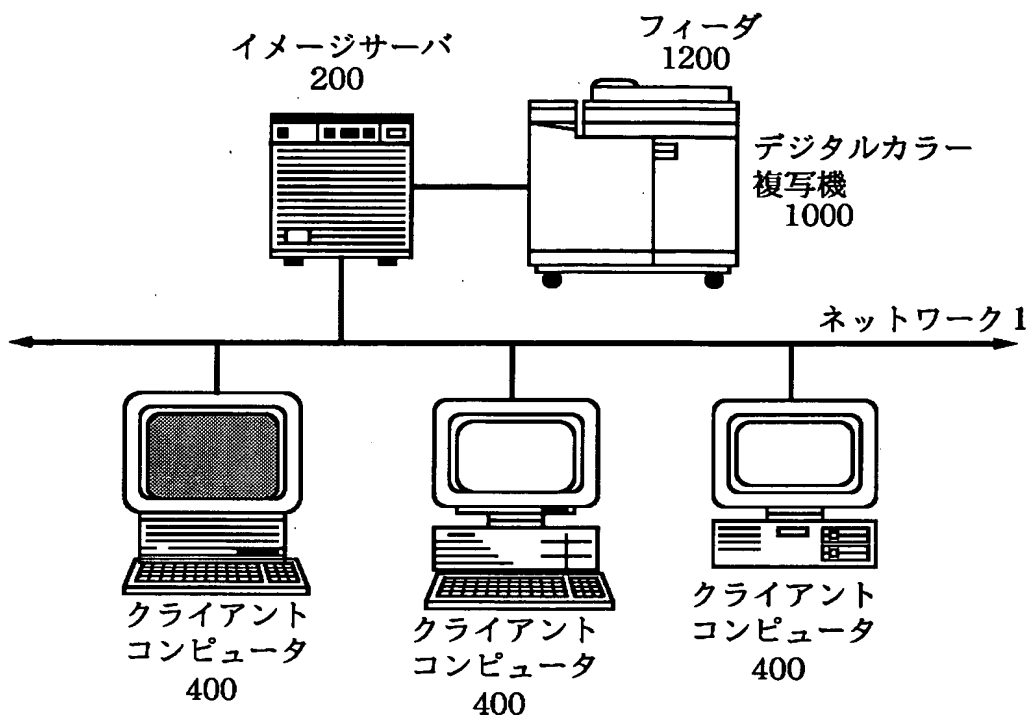 イメージサーバ
200
フィーダ
1200
デジタルカラー
複写機
1000
ネットワーク1
クライアント
コンピュータ
400
クライアント
コンピュータ
400
クライアント
コンピュータ
400